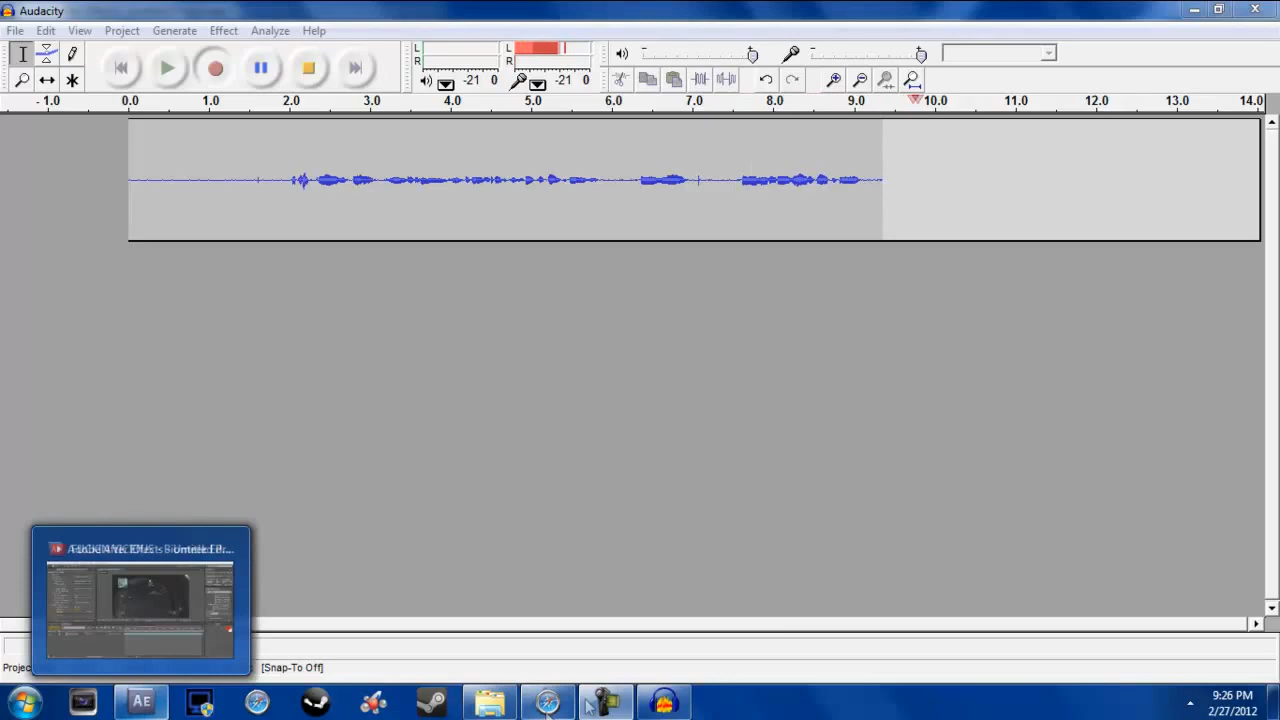 Audacity
File Edit View Project Generate Effect Analyze Help
L
R
-21 0
L
R
-21 0
- 1.0 0.0 1.0 2.0 3.0 4.0 5.0 6.0 7.0 8.0 9.0 10.0 11.0 12.0 13.0 14.0
Projec
[Snap-To Off]
AE
9:26 PM
2/27/2012